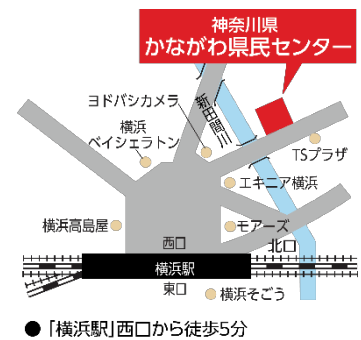 神奈川県
かながわ県民センター
ヨドバシカメラ
新田間川
横浜
ベイシェラトン
TSプラザ
エキニア横浜
横浜高島屋
モアーズ
西口
北口
横浜駅
東口
横浜そごう
● 「横浜駅」西口から徒歩5分